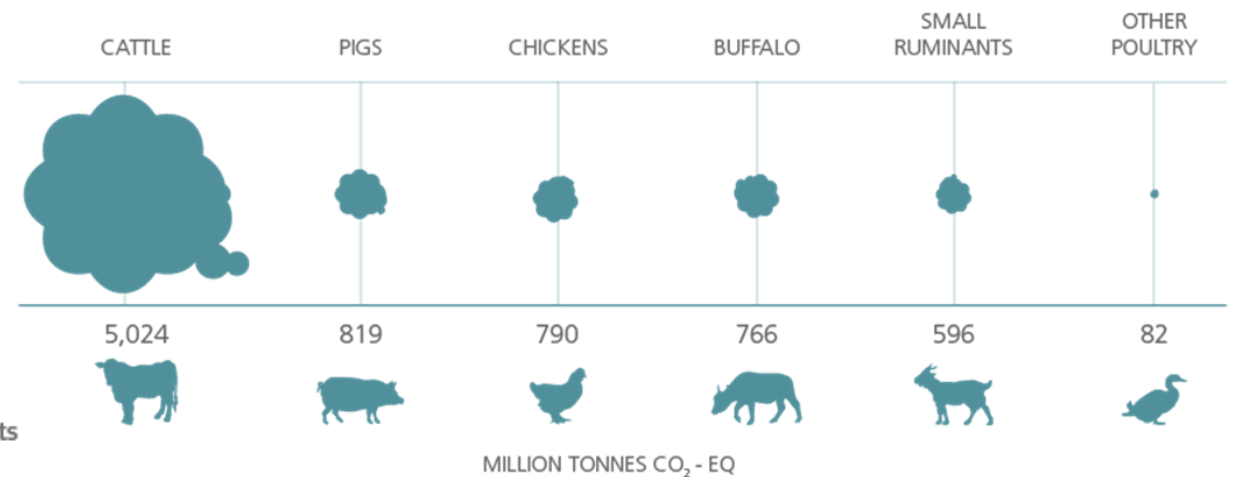 CATTLE
PIGS
CHICKENS
BUFFALO
SMALL
RUMINANTS
OTHER
POULTRY
5,024
819
790
766
596
82
ts
MILLION TONNES CO₂ - EQ